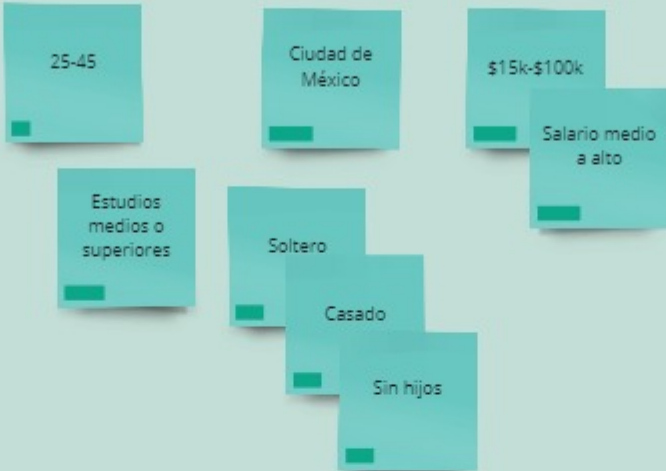 25-45
Ciudad de
México
$15k-$100k
Salario medio
a alto
Estudios
medios o
superiores
Soltero
Casado
Sin hijos